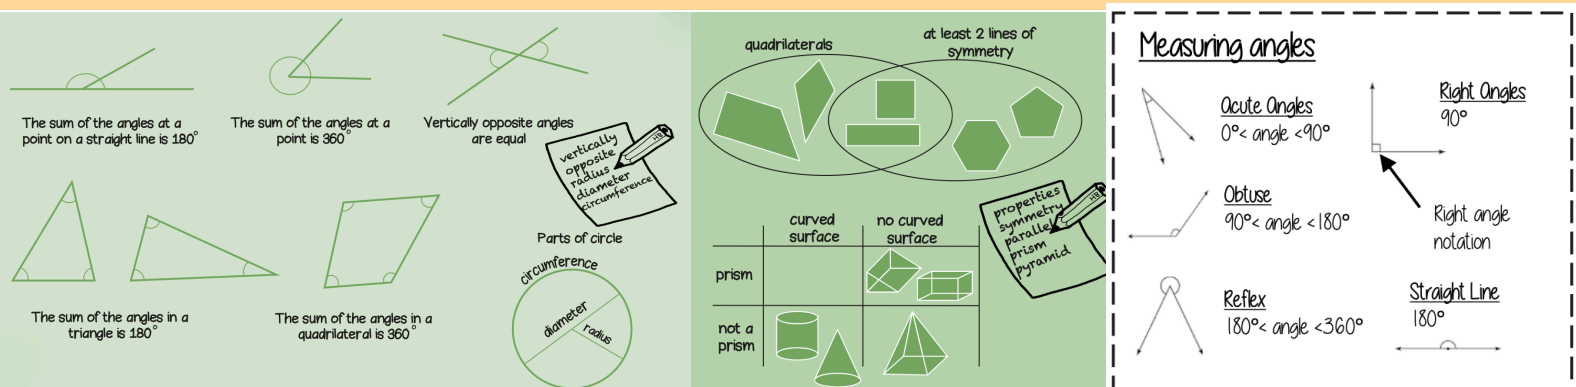 The sum of the angles at a
point on a straight line is 180°
The sum of the angles at a
point is 360°
Vertically opposite angles
are equal
vertically
opposite
radius
diameter
circumference
HB
The sum of the angles in a
triangle is 180°
The sum of the angles in a
quadrilateral is 360°
Parts of circle
circumference
diameter
radius
quadrilaterals
at least 2 lines of
symmetry
curved
surface
no curved
surface
prism
not a
prism
properties
symmetry
parallel
prism
pyramid
HB
Measuring angles
Acute Angles
0°< angle <90°
Right Angles
90°
Obtuse
90°< angle <180°
Right angle
notation
Reflex
180°< angle <360°
Straight Line
180°